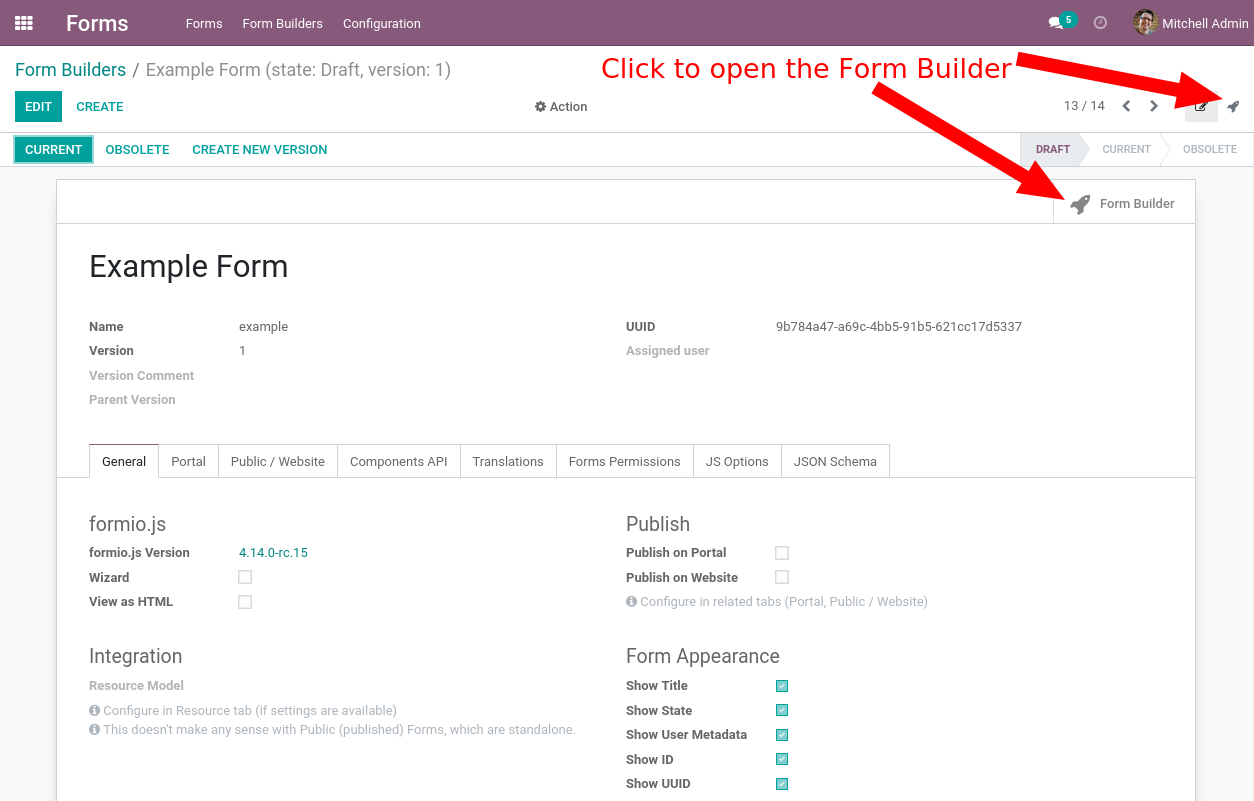 Forms Forms Form Builders Configuration 5 Mitchell Admin
Form Builders / Example Form (state: Draft, version: 1)
Click to open the Form Builder
EDIT CREATE Action 13 / 14
CURRENT OBSOLETE CREATE NEW VERSION DRAFT CURRENT OBSOLETE
Form Builder
Example Form
Name example UUID 9b784a47-a69c-4bb5-91b5-621cc17d5337
Version 1 Assigned user
Version Comment
Parent Version
General Portal Public / Website Components API Translations Forms Permissions JS Options JSON Schema
formio.js Publish
formio.js Version 4.14.0-rc.15 Publish on Portal
Wizard Publish on Website
View as HTML Configure in related tabs (Portal, Public / Website)
Integration Form Appearance
Resource Model Show Title
Configure in Resource tab (if settings are available) Show State
This doesn't make any sense with Public (published) Forms, which are standalone. Show User Metadata
Show ID
Show UUID